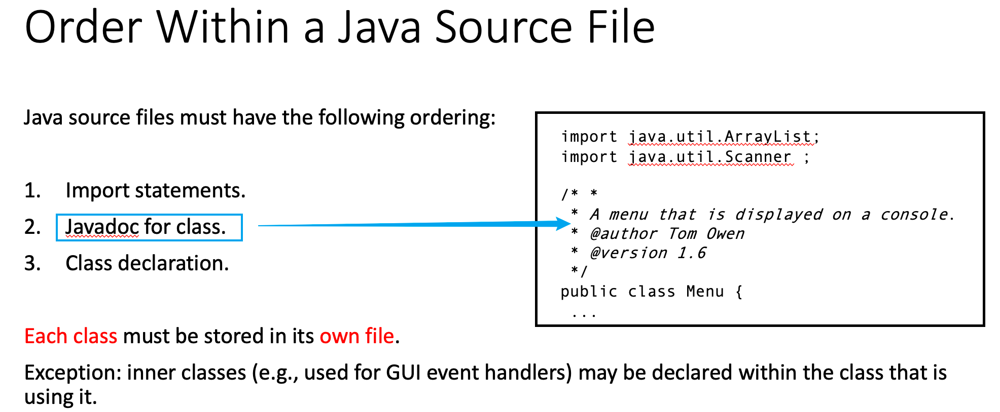 Order Within a Java Source File
Java source files must have the following ordering:
1. Import statements.
2. Javadoc for class.
3. Class declaration.
import java.util.ArrayList;
import java.util.Scanner ;
/* *
* A menu that is displayed on a console.
* @author Tom Owen
* @version 1.6
*/
public class Menu {
...
Each class must be stored in its own file.
Exception: inner classes (e.g., used for GUI event handlers) may be declared within the class that is
using it.